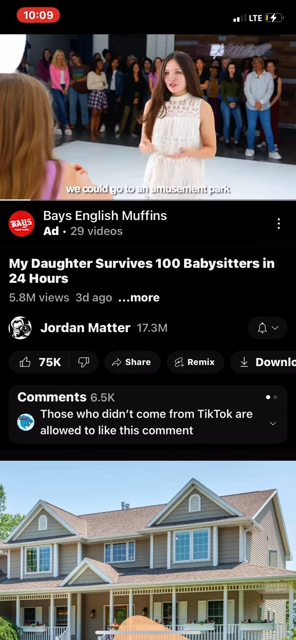 10:09
LTE
we could go to an amusement park
BAYS
Bays English Muffins
Ad • 29 videos
My Daughter Survives 100 Babysitters in
24 Hours
5.8M views 3d ago ...more
Jordan Matter 17.3M
75K Share Remix Downlo
Comments 6.5K
Those who didn't come from TikTok are
allowed to like this comment